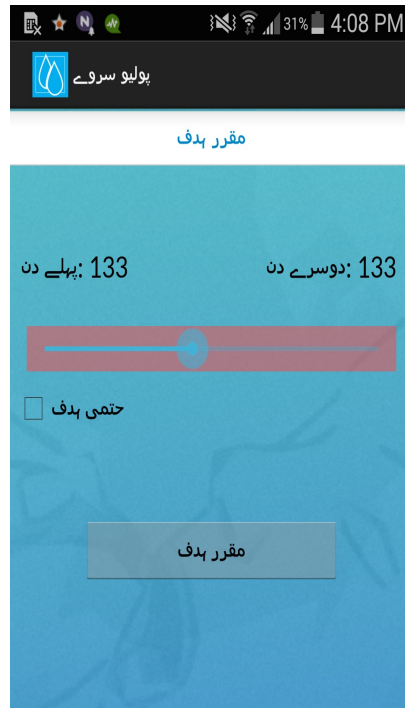 31% 4:08 PM
پولیو سروے
مقرر ہدف
پہلے دن: 133
دوسرے دن: 133
حتمی ہدف
مقرر ہدف